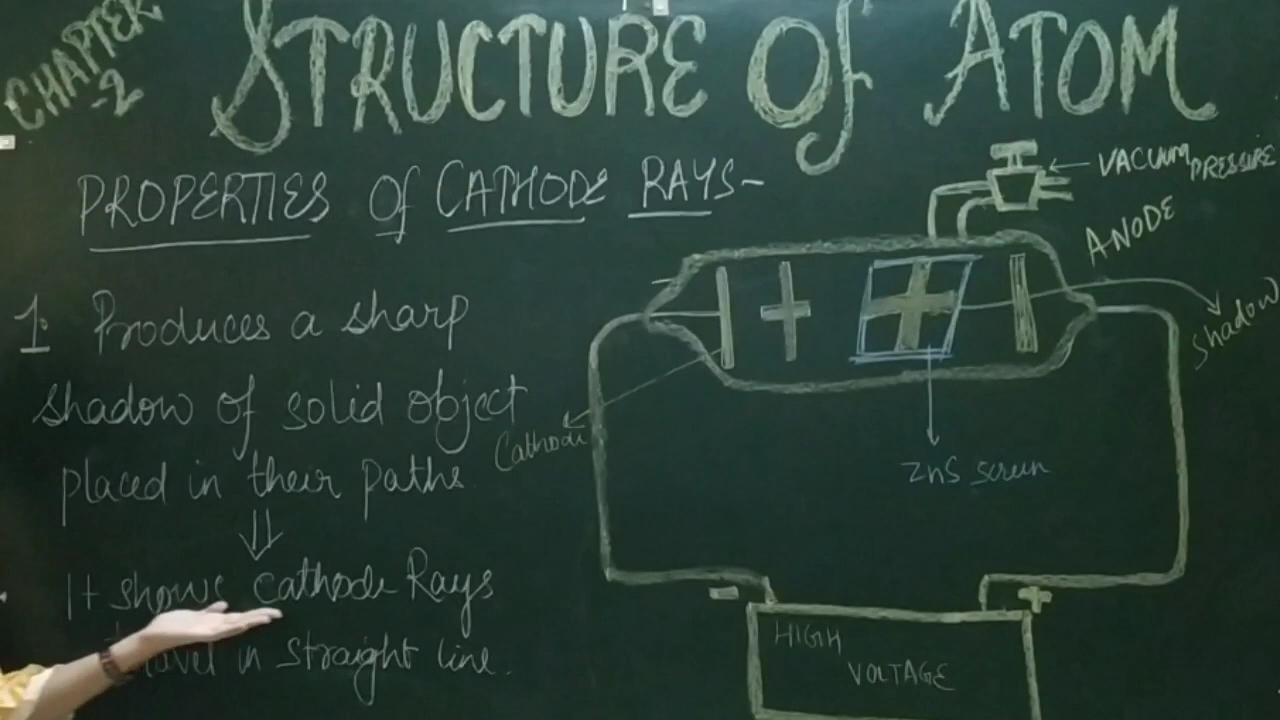 CHAPTER
-2
STRUCTURE OF ATOM
PROPERTIES Of CATHODE RAYS-
1. Produces a sharp
shadow of solid object
placed in their paths
⇓
It shows cathode Rays
travel in straight line.
VACUUM PRESSURE
ANODE
Shadow
Cathode
ZnS screen
- +
HIGH
VOLTAGE